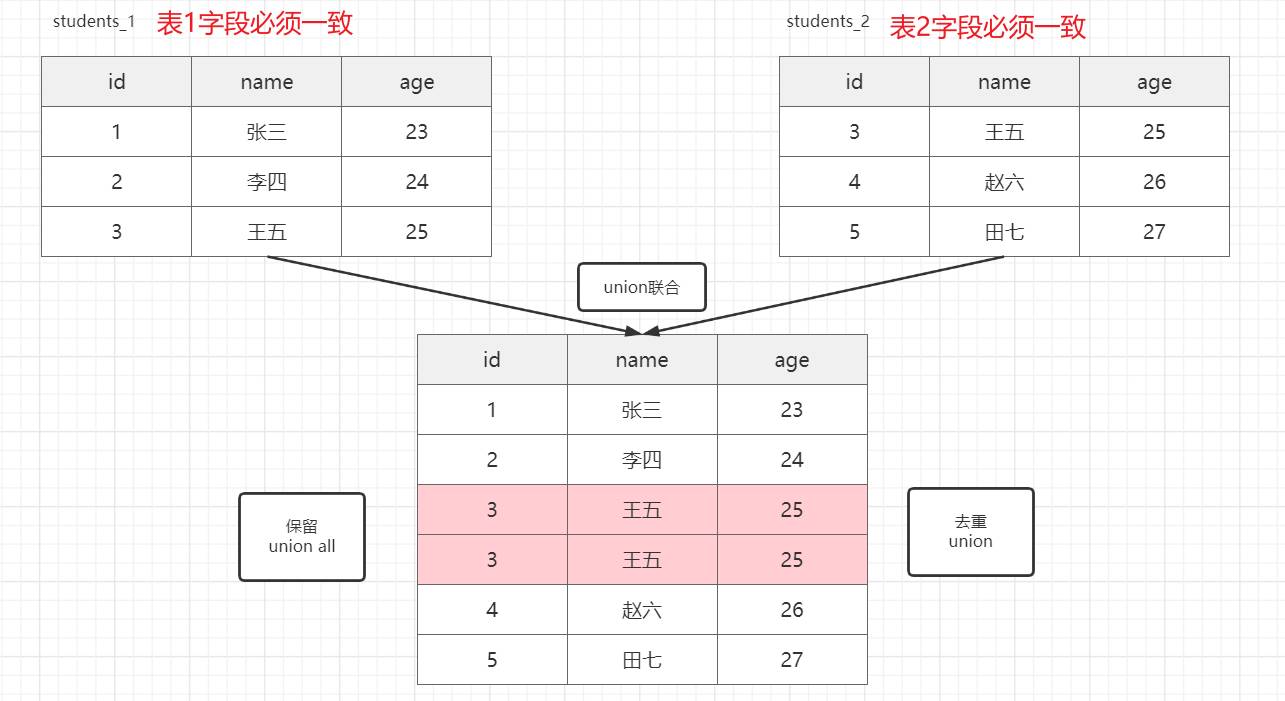 students_1 表1字段必须一致
students_2 表2字段必须一致
id name age
1 张三 23
2 李四 24
3 王五 25
id name age
3 王五 25
4 赵六 26
5 田七 27
union联合
id name age
1 张三 23
2 李四 24
3 王五 25
3 王五 25
4 赵六 26
5 田七 27
保留
union all
去重
union